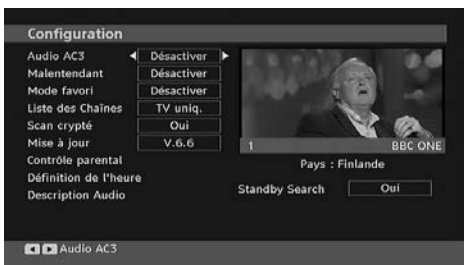 Configuration
Audio AC3 Désactiver
Malentendant Désactiver
Mode favori Désactiver
Liste des Chaînes TV uniq.
Scan crypté Oui
Mise à jour V.6.6
Contrôle parental
Définition de l'heure
Description Audio
1 BBC ONE
Pays : Finlande
Standby Search Oui
Audio AC3